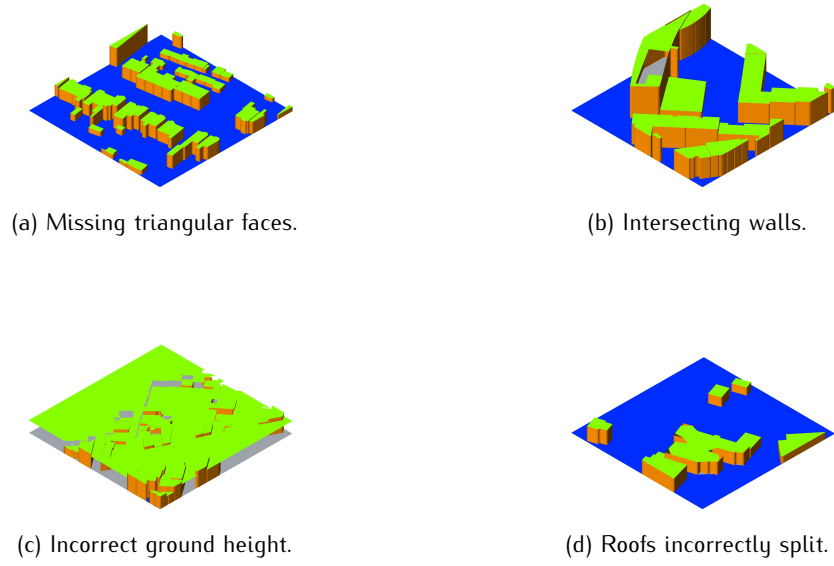 (a) Missing triangular faces.
(b) Intersecting walls.
(c) Incorrect ground height.
(d) Roofs incorrectly split.